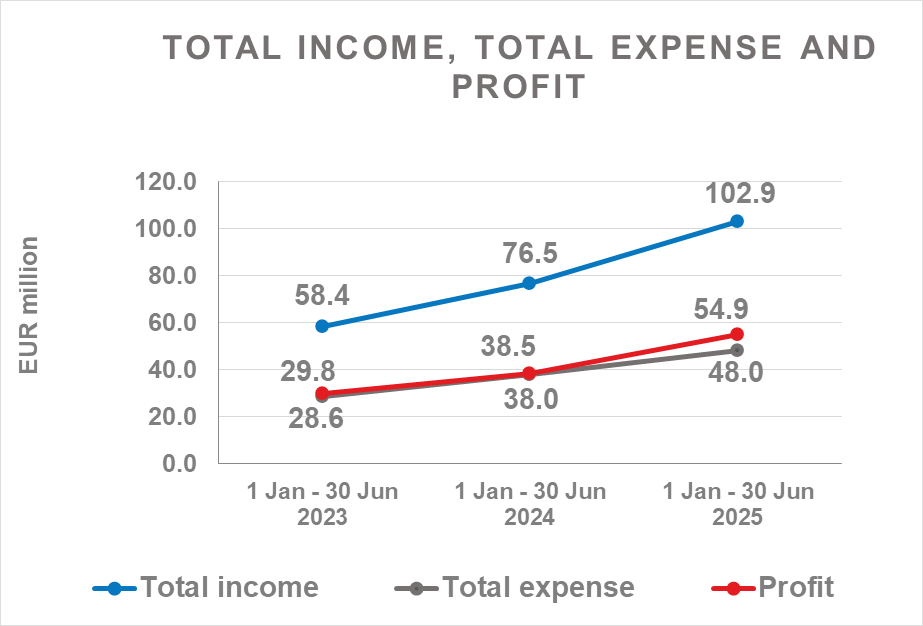 TOTAL INCOME, TOTAL EXPENSE AND
PROFIT
EUR million
120.0
100.0
80.0
60.0
40.0
20.0
0.0
58.4
76.5
102.9
29.8
38.5
54.9
28.6
38.0
48.0
1 Jan - 30 Jun
2023
1 Jan - 30 Jun
2024
1 Jan - 30 Jun
2025
Total income
Total expense
Profit